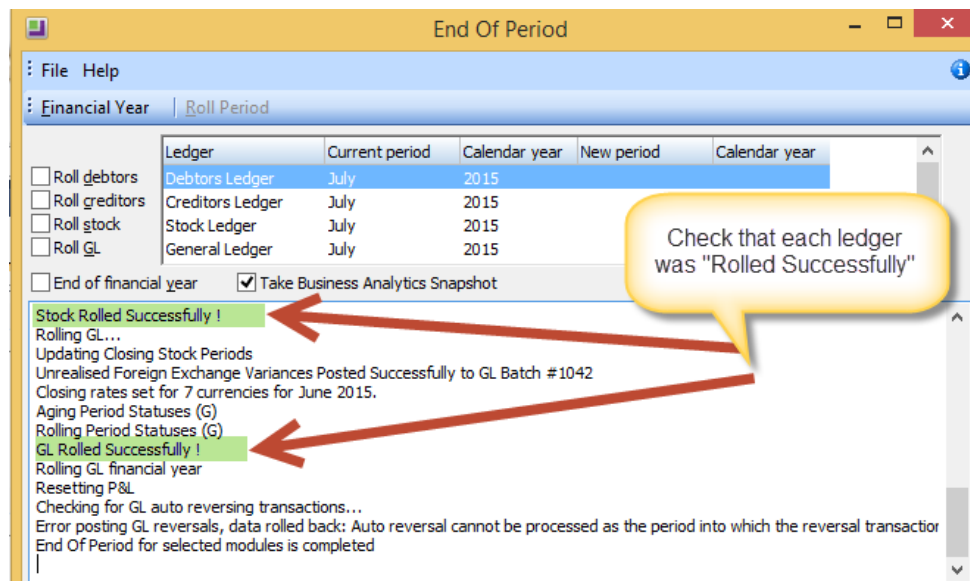 End Of Period
File Help
Financial Year Roll Period
Ledger Current period Calendar year New period Calendar year
Roll debtors Debtors Ledger July 2015
Roll creditors Creditors Ledger July 2015
Roll stock Stock Ledger July 2015
Roll GL General Ledger July 2015
Check that each ledger
was "Rolled Successfully"
End of financial year Take Business Analytics Snapshot
Stock Rolled Successfully !
Rolling GL...
Updating Closing Stock Periods
Unrealised Foreign Exchange Variances Posted Successfully to GL Batch #1042
Closing rates set for 7 currencies for June 2015.
Aging Period Statuses (G)
Rolling Period Statuses (G)
GL Rolled Successfully !
Rolling GL financial year
Resetting P&L
Checking for GL auto reversing transactions...
Error posting GL reversals, data rolled back: Auto reversal cannot be processed as the period into which the reversal transaction
End Of Period for selected modules is completed